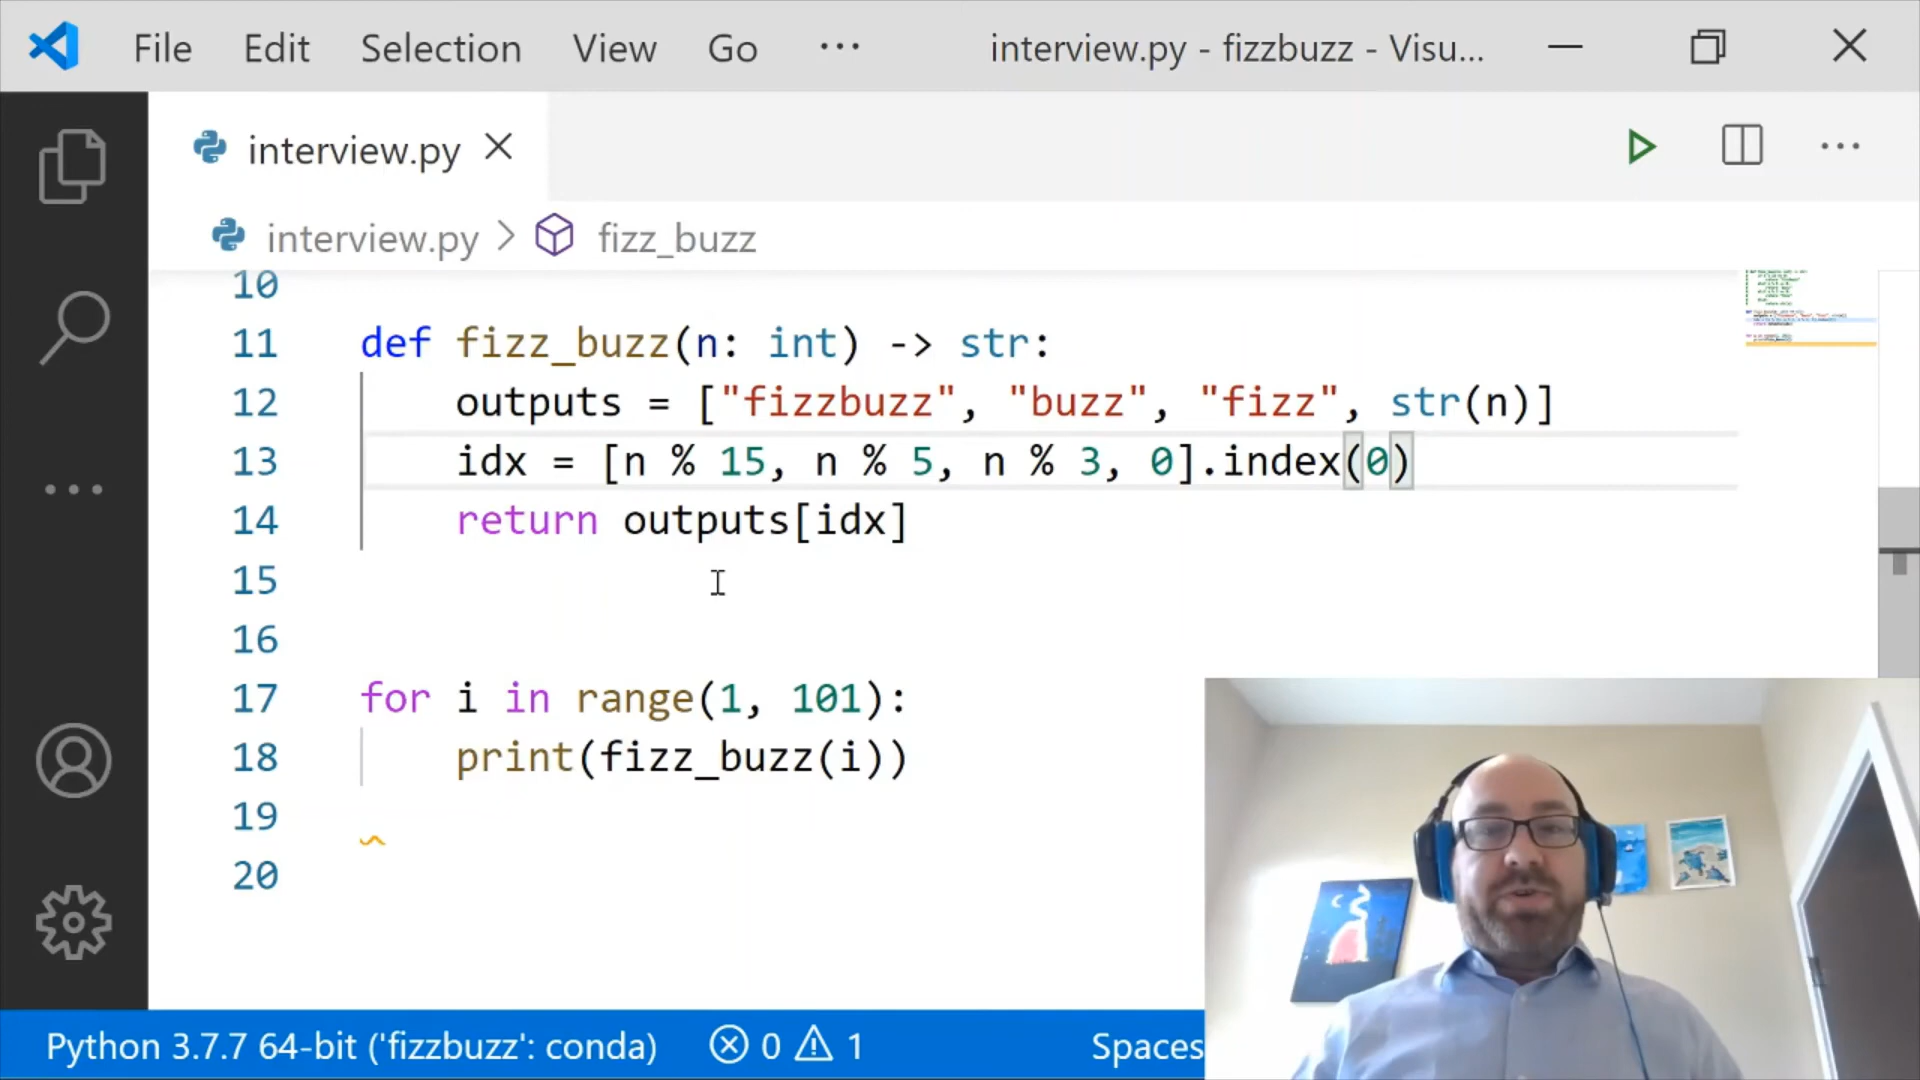 File Edit Selection View Go ··· interview.py - fizzbuzz - Visu...
interview.py
interview.py > fizz_buzz
10
11 def fizz_buzz(n: int) -> str:
12 outputs = ["fizzbuzz", "buzz", "fizz", str(n)]
13 idx = [n % 15, n % 5, n % 3, 0].index(0)
14 return outputs[idx]
15
16
17 for i in range(1, 101):
18 print(fizz_buzz(i))
19
20
Python 3.7.7 64-bit ('fizzbuzz': conda) 0 1 Spaces